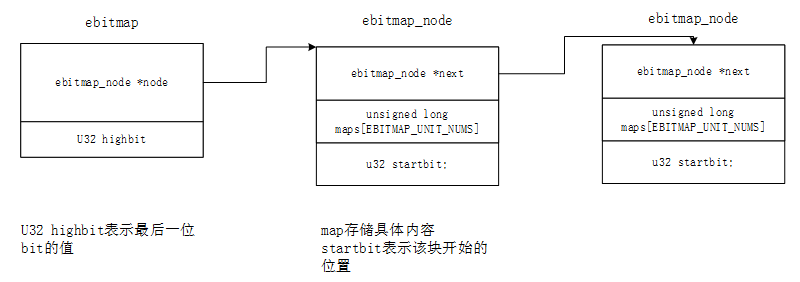 ebitmap
ebitmap_node
ebitmap_node
ebitmap_node *node
U32 highbit
ebitmap_node *next
unsigned long
maps[EBITMAP_UNIT_NUMS]
u32 startbit;
ebitmap_node *next
unsigned long
maps[EBITMAP_UNIT_NUMS]
u32 startbit;
U32 highbit表示最后一位
bit的值
map存储具体内容
startbit表示该块开始的
位置